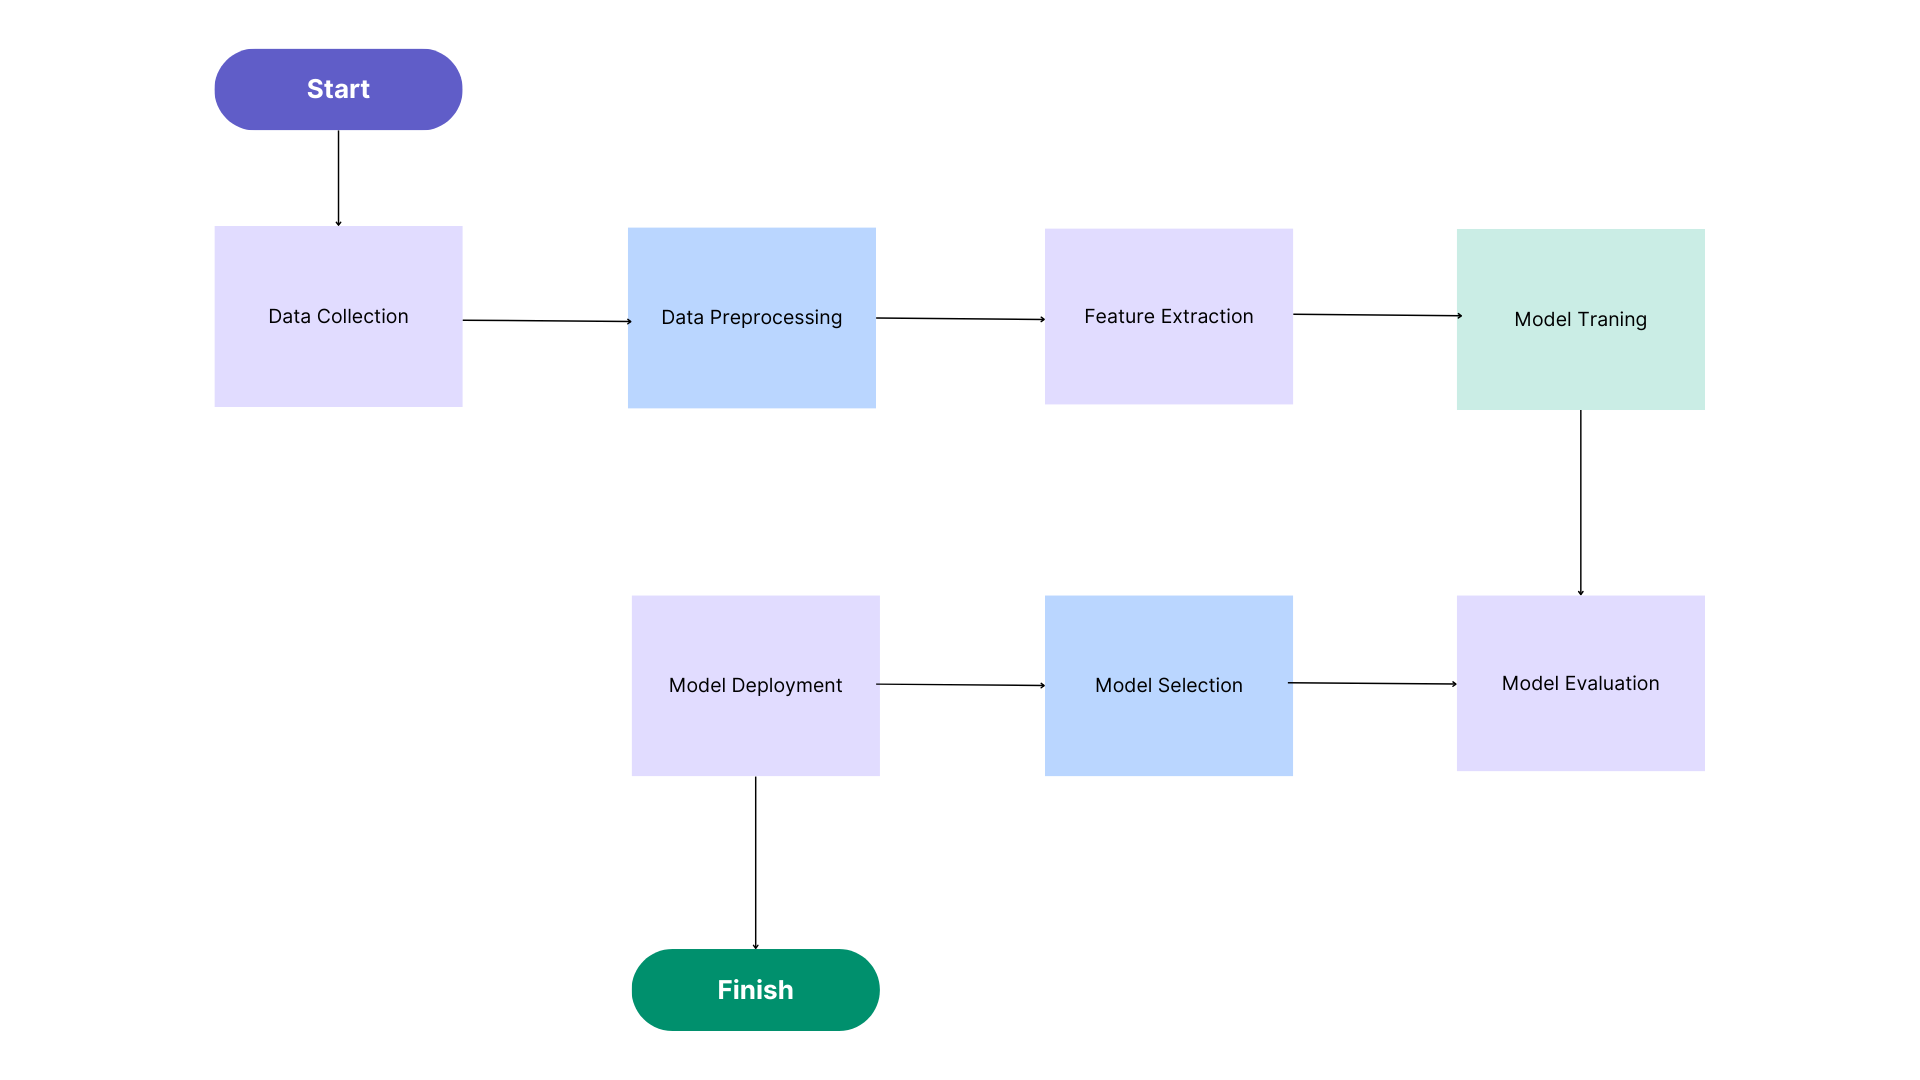 Start
Data Collection
Data Preprocessing
Feature Extraction
Model Traning
Model Deployment
Model Selection
Model Evaluation
Finish